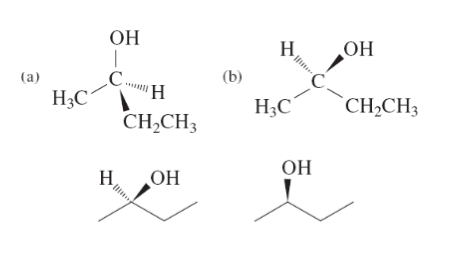 OH
H OH
(a) C H (b) C
H₃C CH₂CH₃ H₃C CH₂CH₃
H OH OH